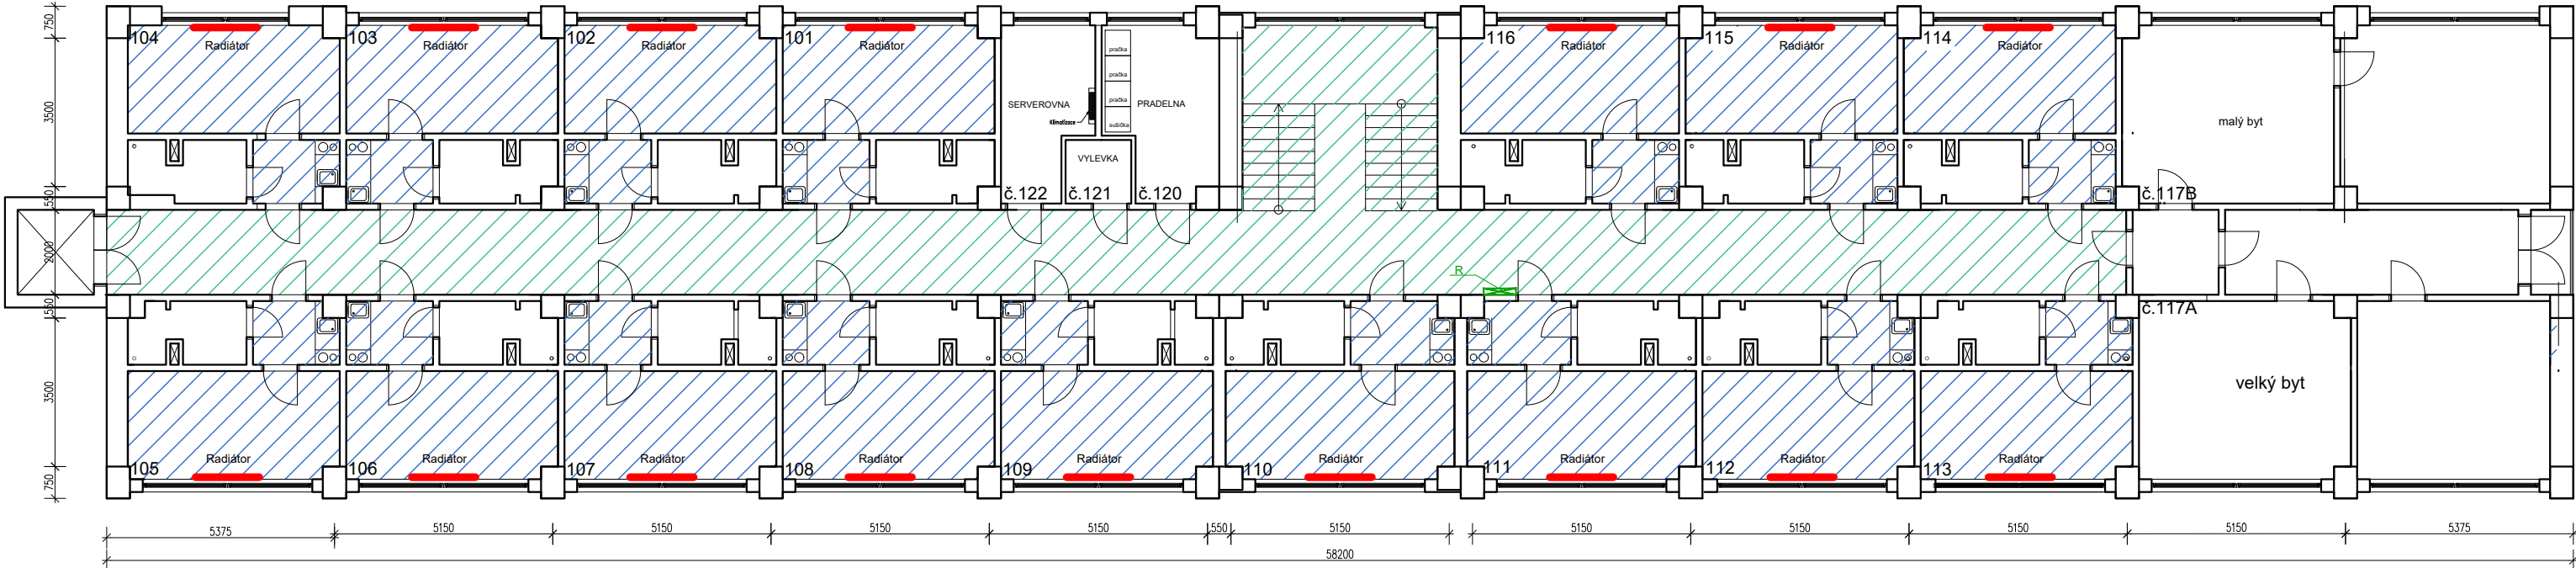 104
Radiátor
103
Radiátor
102
Radiátor
101
Radiátor
116
Radiátor
115
Radiátor
114
Radiátor
pračka
pračka
pračka
sušička
SERVEROVNA
Klimatizace
PRADELNA
VYLEVKA
malý byt
č.122
č.121
č.120
č.117B
R
č.117A
velký byt
105
Radiátor
106
Radiátor
107
Radiátor
108
Radiátor
109
Radiátor
110
Radiátor
111
Radiátor
112
Radiátor
113
Radiátor
750
3500
550
2000
550
3500
750
5375
5150
5150
5150
5150
550
5150
5150
5150
5150
5150
5375
58200